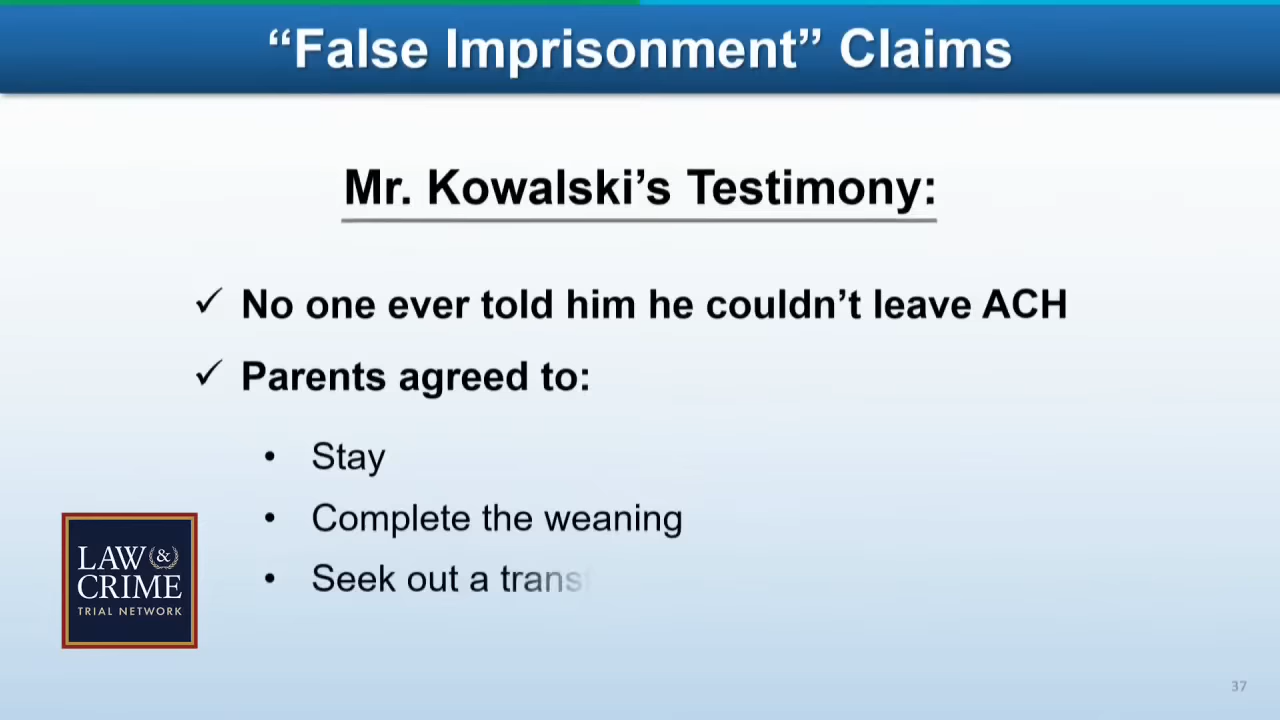 “False Imprisonment” Claims
Mr. Kowalski’s Testimony:
✓ No one ever told him he couldn’t leave ACH
✓ Parents agreed to:
• Stay
• Complete the weaning
• Seek out a trans
LAW &
CRIME
TRIAL NETWORK
37